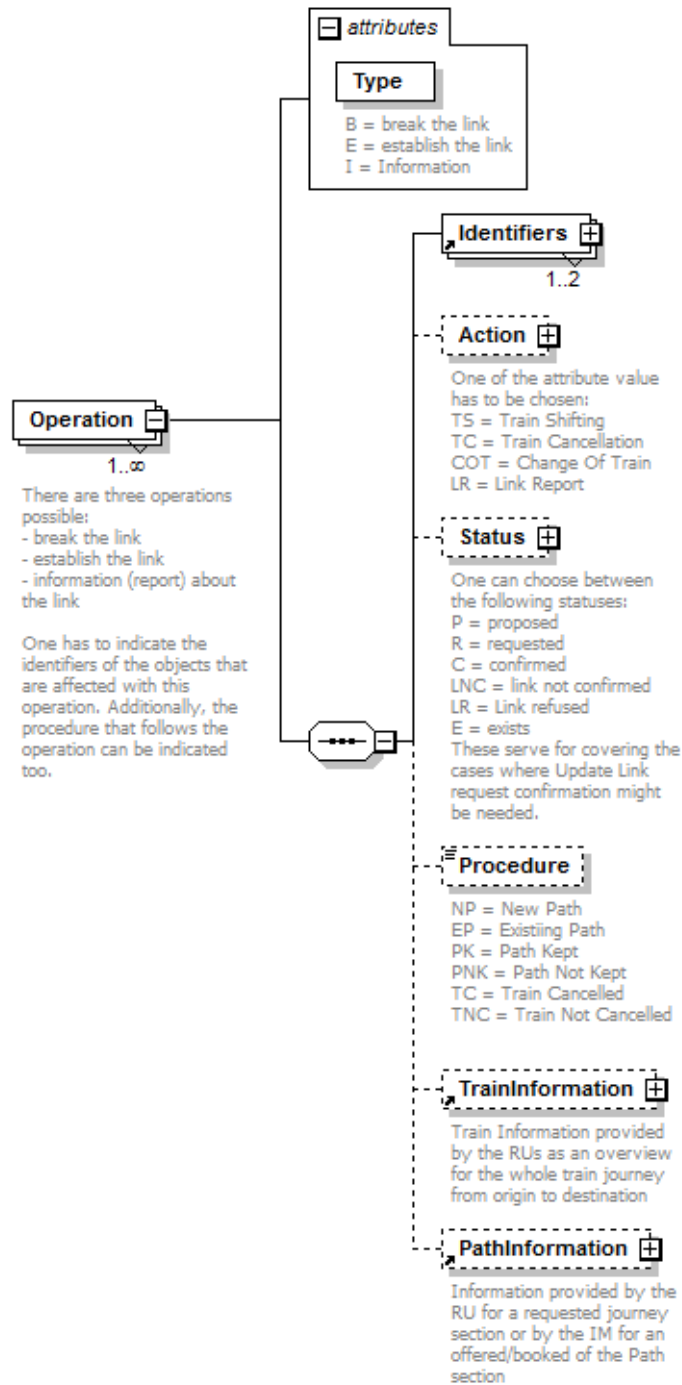 attributes
Type
B = break the link
E = establish the link
I = Information
Identifiers
1..2
Action
One of the attribute value
has to be chosen:
TS = Train Shifting
TC = Train Cancellation
COT = Change Of Train
LR = Link Report
Operation
1..∞
There are three operations
possible:
- break the link
- establish the link
- information (report) about
the link
One has to indicate the
identifiers of the objects that
are affected with this
operation. Additionally, the
procedure that follows the
operation can be indicated
too.
Status
One can choose between
the following statuses:
P = proposed
R = requested
C = confirmed
LNC = link not confirmed
LR = Link refused
E = exists
These serve for covering the
cases where Update Link
request confirmation might
be needed.
Procedure
NP = New Path
EP = Existiing Path
PK = Path Kept
PNK = Path Not Kept
TC = Train Cancelled
TNC = Train Not Cancelled
TrainInformation
Train Information provided
by the RUs as an overview
for the whole train journey
from origin to destination
PathInformation
Information provided by the
RU for a requested journey
section or by the IM for an
offered/booked of the Path
section